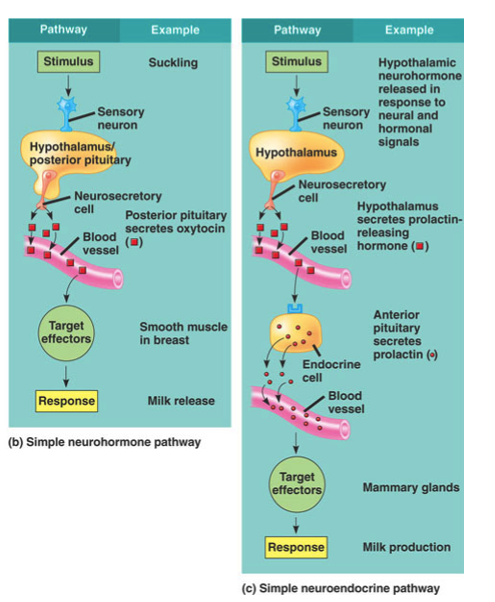 Pathway
Example
Stimulus
Suckling
Sensory
neuron
Hypothalamus/
posterior pituitary
Neurosecretory
cell
Posterior pituitary
secretes oxytocin
( )
Blood
vessel
Target
effectors
Smooth muscle
in breast
Response
Milk release
(b) Simple neurohormone pathway
Pathway
Example
Stimulus
Hypothalamic
neurohormone
released in
response to
neural and
hormonal
signals
Sensory
neuron
Hypothalamus
Neurosecretory
cell
Hypothalamus
secretes prolactin-
releasing
hormone ( )
Blood
vessel
Anterior
pituitary
secretes
prolactin ( )
Endocrine
cell
Blood
vessel
Target
effectors
Mammary glands
Response
Milk production
(c) Simple neuroendocrine pathway